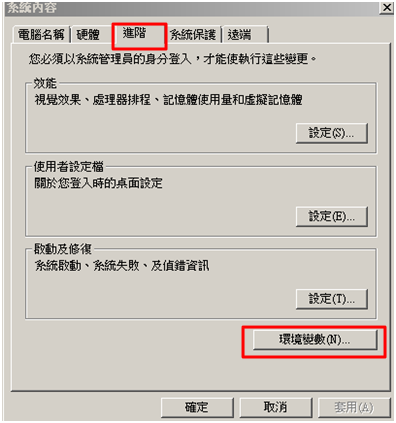 系統內容
電腦名稱 硬體 進階 系統保護 遠端
您必須以系統管理員的身分登入，才能使執行這些變更。
效能
視覺效果、處理器排程、記憶體使用量和虛擬記憶體
設定(S)...
使用者設定檔
關於您登入時的桌面設定
設定(E)...
啟動及修復
系統啟動、系統失敗、及偵錯資訊
設定(T)...
環境變數(N)...
確定 取消 套用(A)